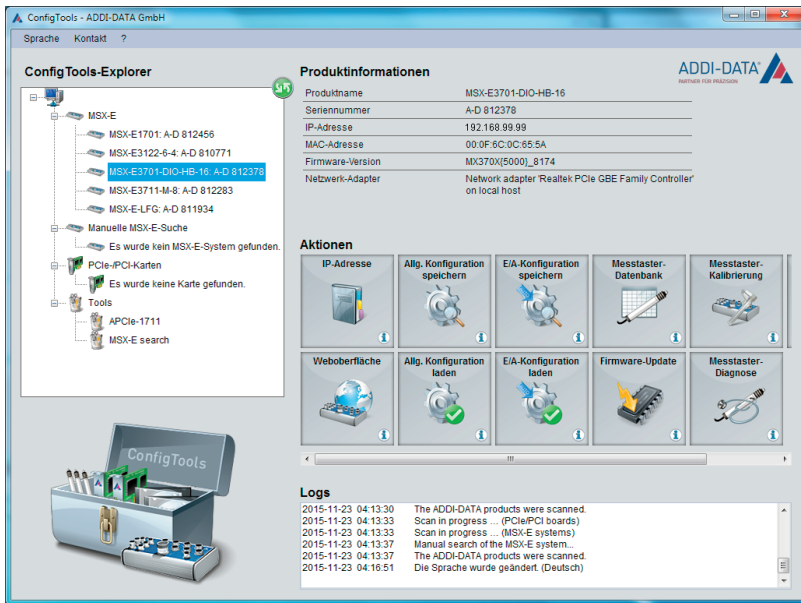 ConfigTools - ADDI-DATA GmbH
Sprache Kontakt ?
ConfigTools-Explorer
MSX-E
MSX-E1701: A-D 812456
MSX-E3122-6-4: A-D 810771
MSX-E3701-DIO-HB-16: A-D 812378
MSX-E3711-M-8: A-D 812283
MSX-E-LFG: A-D 811934
Manuelle MSX-E-Suche
Es wurde kein MSX-E-System gefunden.
PCIe-/PCI-Karten
Es wurde keine Karte gefunden.
Tools
APCIe-1711
MSX-E search
ConfigTools
Produktinformationen
ADDI-DATA
PARTNER FÜR PRÄZISION
Produktname MSX-E3701-DIO-HB-16
Seriennummer A-D 812378
IP-Adresse 192.168.99.99
MAC-Adresse 00:0F:6C:0C:65:5A
Firmware-Version MX370X{5000}_8174
Netzwerk-Adapter Network adapter 'Realtek PCIe GBE Family Controller'
on local host
Aktionen
IP-Adresse
Allg. Konfiguration
speichern
E/A-Konfiguration
speichern
Messtaster-
Datenbank
Messtaster-
Kalibrierung
Weboberfläche
Allg. Konfiguration
laden
E/A-Konfiguration
laden
Firmware-Update
Messtaster-
Diagnose
Logs
2015-11-23 04:13:30 The ADDI-DATA products were scanned.
2015-11-23 04:13:33 Scan in progress ... (PCIe/PCI boards)
2015-11-23 04:13:33 Scan in progress ... (MSX-E systems)
2015-11-23 04:13:37 Manual search of the MSX-E system...
2015-11-23 04:13:37 The ADDI-DATA products were scanned.
2015-11-23 04:16:51 Die Sprache wurde geändert. (Deutsch)